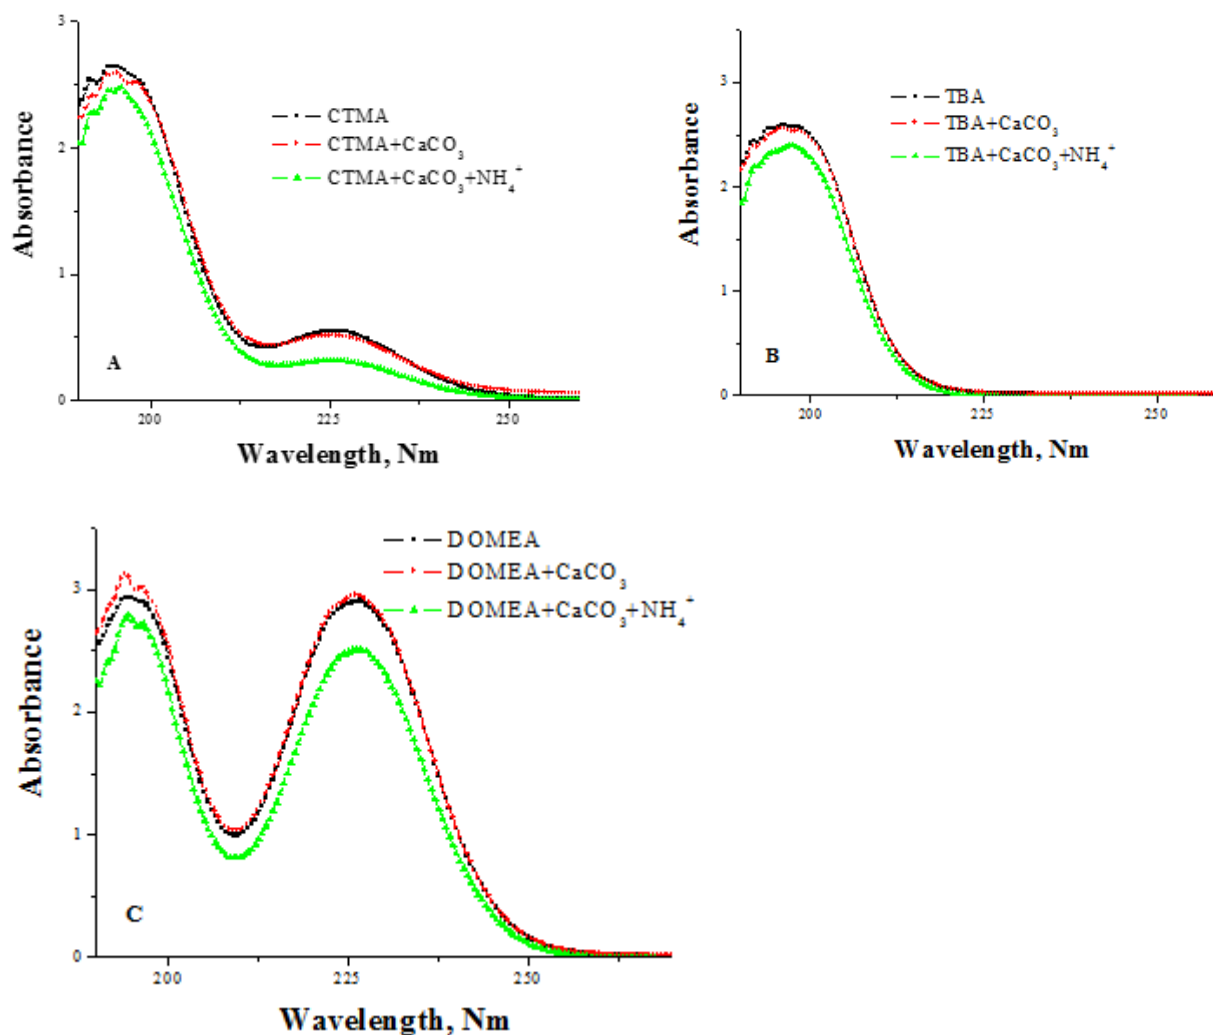 3
2
1
0
Absorbance
CTMA
CTMA+CaCO₃
CTMA+CaCO₃+NH₄⁺
A
200
225
250
Wavelength, Nm
3
2
1
0
Absorbance
TBA
TBA+CaCO₃
TBA+CaCO₃+NH₄⁺
B
200
225
250
Wavelength, Nm
3
2
1
0
Absorbance
DOMEA
DOMEA+CaCO₃
DOMEA+CaCO₃+NH₄⁺
C
200
225
250
Wavelength, Nm